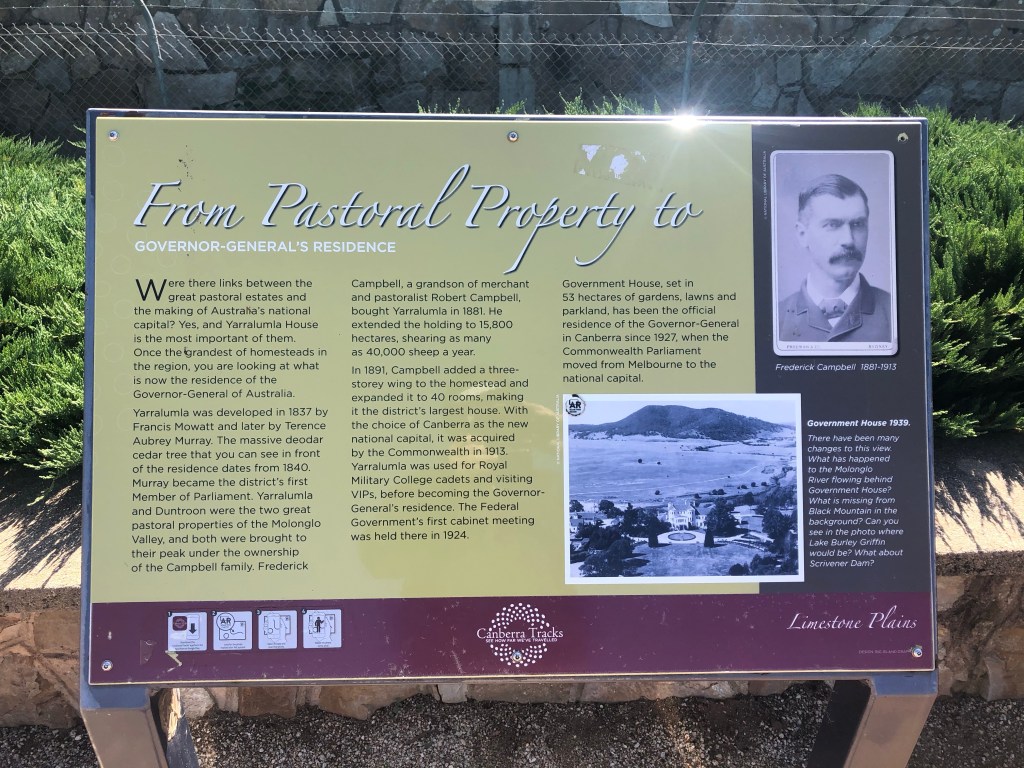 From Pastoral Property to
GOVERNOR-GENERAL'S RESIDENCE
Were there links between the
great pastoral estates and
the making of Australia's national
capital? Yes, and Yarralumla House
is the most important of them.
Once the grandest of homesteads in
the region, you are looking at what
is now the residence of the
Governor-General of Australia.
Yarralumla was developed in 1837 by
Francis Mowatt and later by Terence
Aubrey Murray. The massive deodar
cedar tree that you can see in front
of the residence dates from 1840.
Murray became the district's first
Member of Parliament. Yarralumla
and Duntroon were the two great
pastoral properties of the Molonglo
Valley, and both were brought to
their peak under the ownership
of the Campbell family. Frederick
Campbell, a grandson of merchant
and pastoralist Robert Campbell,
bought Yarralumla in 1881. He
extended the holding to 15,800
hectares, shearing as many
as 40,000 sheep a year.
In 1891, Campbell added a three-
storey wing to the homestead and
expanded it to 40 rooms, making
it the district's largest house. With
the choice of Canberra as the new
national capital, it was acquired
by the Commonwealth in 1913.
Yarralumla was used for Royal
Military College cadets and visiting
VIPs, before becoming the Governor-
General's residence. The Federal
Government's first cabinet meeting
was held there in 1924.
Government House, set in
53 hectares of gardens, lawns and
parkland, has been the official
residence of the Governor-General
in Canberra since 1927, when the
Commonwealth Parliament
moved from Melbourne to the
national capital.
Frederick Campbell 1881-1913
AR
Government House 1939.
There have been many
changes to this view.
What has happened
to the Molonglo
River flowing behind
Government House?
What is missing from
Black Mountain in the
background? Can you
see in the photo where
Lake Burley Griffin
would be? What about
Scrivener Dam?
1 2 3 4
AR
Canberra Tracks
SEE HOW FAR WE'VE TRAVELLED
Limestone Plains